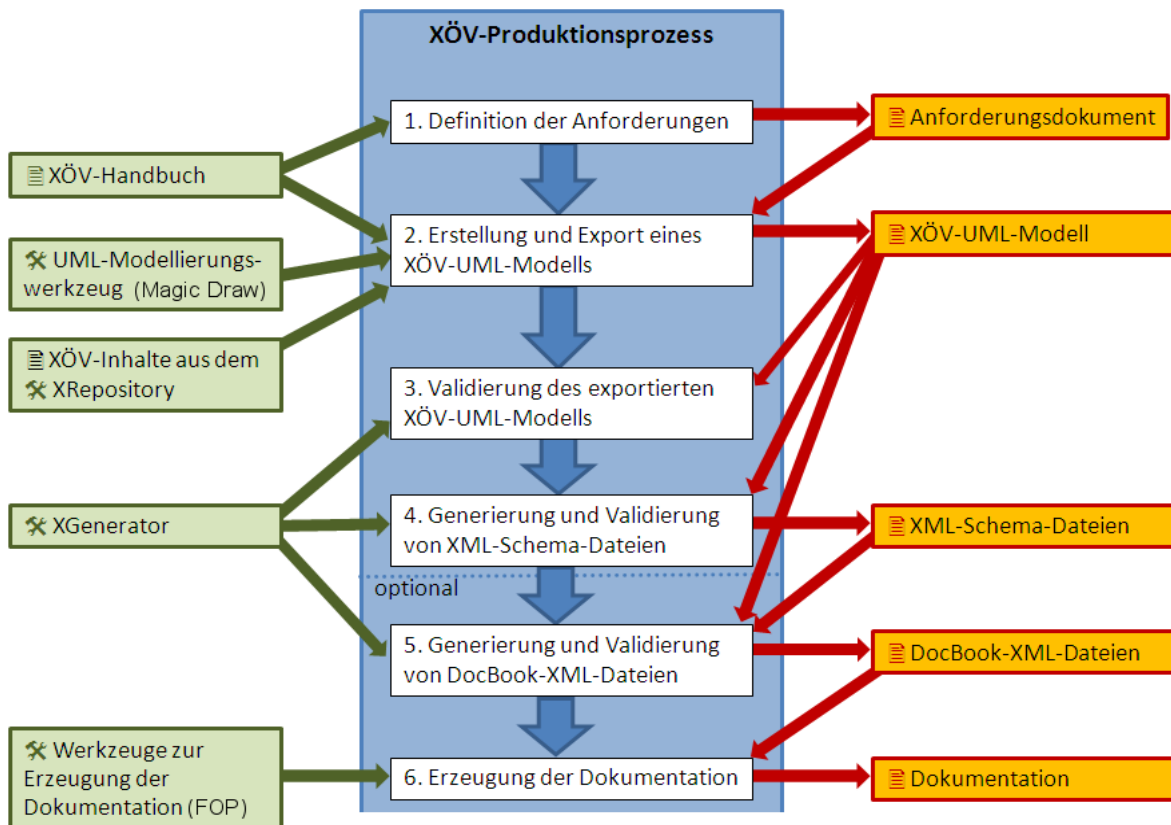 XÖV-Produktionsprozess
1. Definition der Anforderungen
Anforderungsdokument
XÖV-Handbuch
2. Erstellung und Export eines
XÖV-UML-Modells
XÖV-UML-Modell
UML-Modellierungs-
werkzeug (Magic Draw)
XÖV-Inhalte aus dem
XRepository
3. Validierung des exportierten
XÖV-UML-Modells
XGenerator
4. Generierung und Validierung
von XML-Schema-Dateien
XML-Schema-Dateien
optional
5. Generierung und Validierung
von DocBook-XML-Dateien
DocBook-XML-Dateien
Werkzeuge zur
Erzeugung der
Dokumentation (FOP)
6. Erzeugung der Dokumentation
Dokumentation